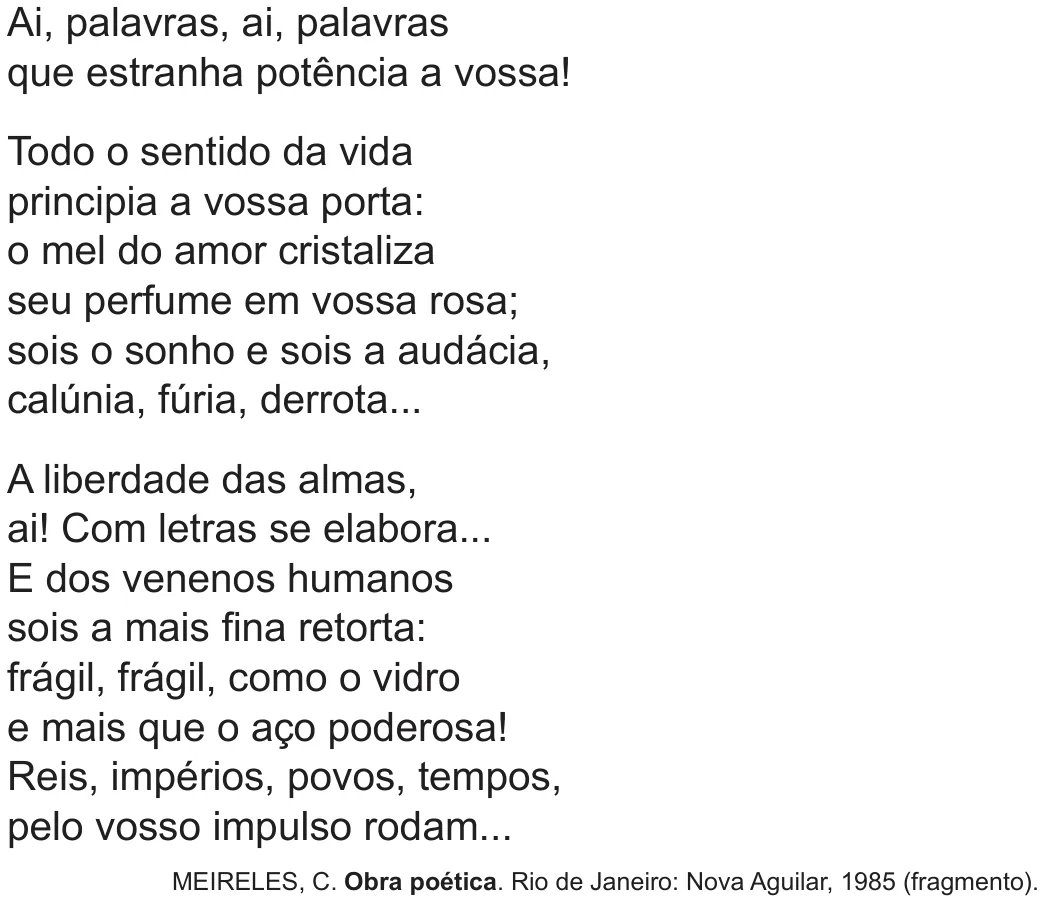 Ai, palavras, ai, palavras
que estranha potência a vossa!
Todo o sentido da vida
principia a vossa porta:
o mel do amor cristaliza
seu perfume em vossa rosa;
sois o sonho e sois a audácia,
calúnia, fúria, derrota...
A liberdade das almas,
ai! Com letras se elabora...
E dos venenos humanos
sois a mais fina retorta:
frágil, frágil, como o vidro
e mais que o aço poderosa!
Reis, impérios, povos, tempos,
pelo vosso impulso rodam...
MEIRELES, C. Obra poética. Rio de Janeiro: Nova Aguilar, 1985 (fragmento).